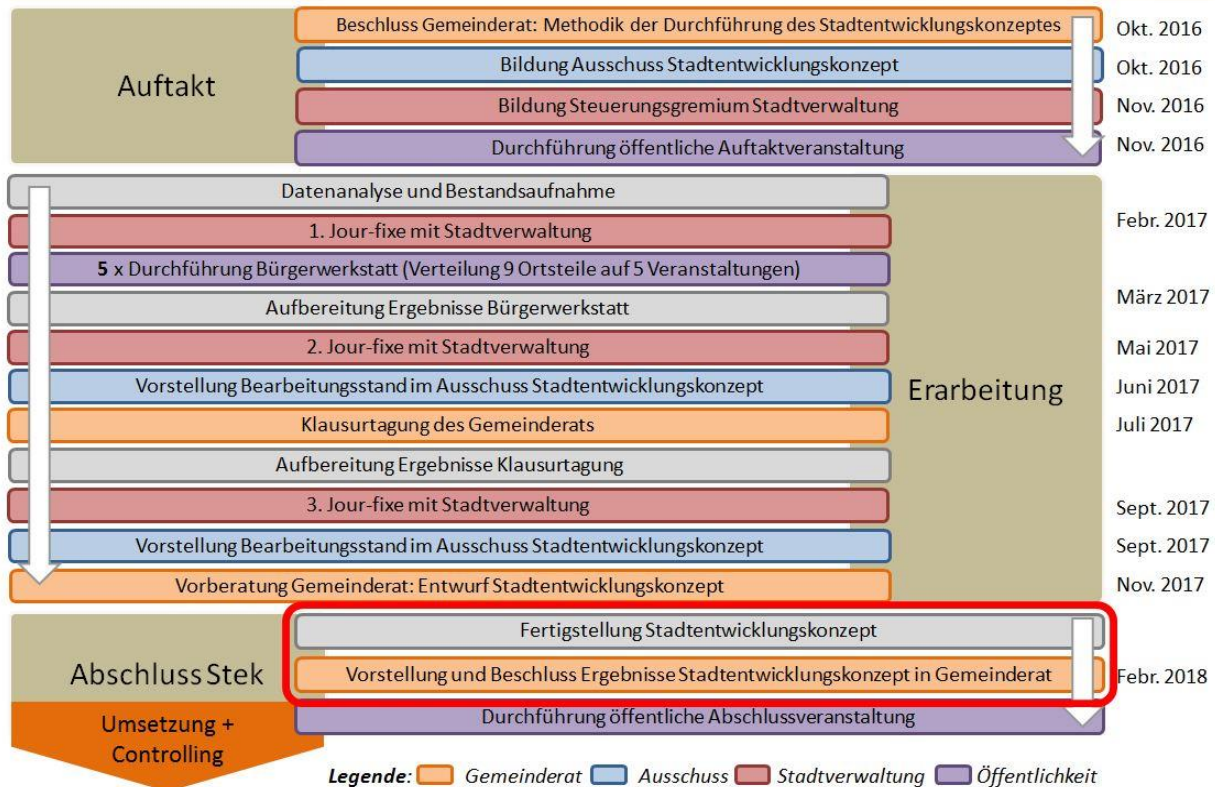 Auftakt
Beschluss Gemeinderat: Methodik der Durchführung des Stadtentwicklungskonzeptes
Okt. 2016
Bildung Ausschuss Stadtentwicklungskonzept
Okt. 2016
Bildung Steuerungsgremium Stadtverwaltung
Nov. 2016
Durchführung öffentliche Auftaktveranstaltung
Nov. 2016
Datenanalyse und Bestandsaufnahme
1. Jour-fixe mit Stadtverwaltung
Febr. 2017
5 x Durchführung Bürgerwerkstatt (Verteilung 9 Ortsteile auf 5 Veranstaltungen)
Aufbereitung Ergebnisse Bürgerwerkstatt
März 2017
2. Jour-fixe mit Stadtverwaltung
Mai 2017
Vorstellung Bearbeitungsstand im Ausschuss Stadtentwicklungskonzept
Erarbeitung
Juni 2017
Klausurtagung des Gemeinderats
Juli 2017
Aufbereitung Ergebnisse Klausurtagung
3. Jour-fixe mit Stadtverwaltung
Sept. 2017
Vorstellung Bearbeitungsstand im Ausschuss Stadtentwicklungskonzept
Sept. 2017
Vorberatung Gemeinderat: Entwurf Stadtentwicklungskonzept
Nov. 2017
Abschluss Stek
Fertigstellung Stadtentwicklungskonzept
Vorstellung und Beschluss Ergebnisse Stadtentwicklungskonzept in Gemeinderat
Febr. 2018
Durchführung öffentliche Abschlussveranstaltung
Umsetzung +
Controlling
Legende: Gemeinderat Ausschuss Stadtverwaltung Öffentlichkeit